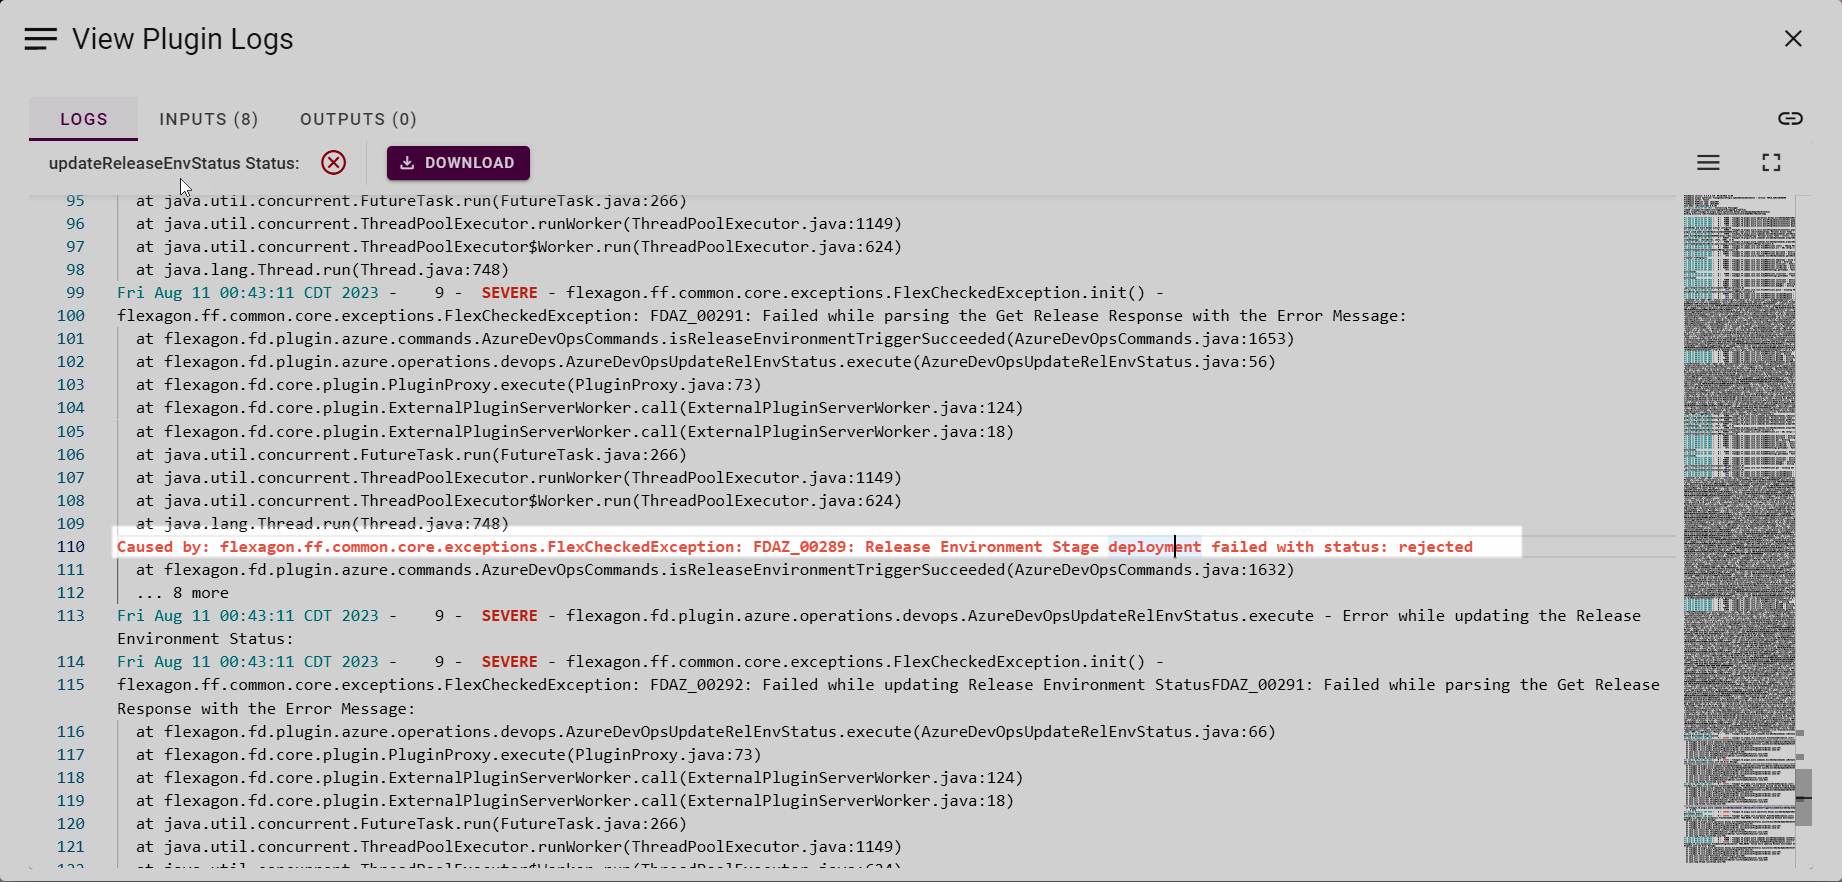 View Plugin Logs
LOGS INPUTS (8) OUTPUTS (0)
updateReleaseEnvStatus Status: DOWNLOAD
95 at java.util.concurrent.FutureTask.run(FutureTask.java:266)
96 at java.util.concurrent.ThreadPoolExecutor.runWorker(ThreadPoolExecutor.java:1149)
97 at java.util.concurrent.ThreadPoolExecutor$Worker.run(ThreadPoolExecutor.java:624)
98 at java.lang.Thread.run(Thread.java:748)
99 Fri Aug 11 00:43:11 CDT 2023 - 9 - SEVERE - flexagon.ff.common.core.exceptions.FlexCheckedException.init() -
100 flexagon.ff.common.core.exceptions.FlexCheckedException: FDAZ_00291: Failed while parsing the Get Release Response with the Error Message:
101 at flexagon.fd.plugin.azure.commands.AzureDevOpsCommands.isReleaseEnvironmentTriggerSucceeded(AzureDevOpsCommands.java:1653)
102 at flexagon.fd.plugin.azure.operations.devops.AzureDevOpsUpdateRelEnvStatus.execute(AzureDevOpsUpdateRelEnvStatus.java:56)
103 at flexagon.fd.core.plugin.PluginProxy.execute(PluginProxy.java:73)
104 at flexagon.fd.core.plugin.ExternalPluginServerWorker.call(ExternalPluginServerWorker.java:124)
105 at flexagon.fd.core.plugin.ExternalPluginServerWorker.call(ExternalPluginServerWorker.java:18)
106 at java.util.concurrent.FutureTask.run(FutureTask.java:266)
107 at java.util.concurrent.ThreadPoolExecutor.runWorker(ThreadPoolExecutor.java:1149)
108 at java.util.concurrent.ThreadPoolExecutor$Worker.run(ThreadPoolExecutor.java:624)
109 at java.lang.Thread.run(Thread.java:748)
110 Caused by: flexagon.ff.common.core.exceptions.FlexCheckedException: FDAZ_00289: Release Environment Stage deployment failed with status: rejected
111 at flexagon.fd.plugin.azure.commands.AzureDevOpsCommands.isReleaseEnvironmentTriggerSucceeded(AzureDevOpsCommands.java:1632)
112 ... 8 more
113 Fri Aug 11 00:43:11 CDT 2023 - 9 - SEVERE - flexagon.fd.plugin.azure.operations.devops.AzureDevOpsUpdateRelEnvStatus.execute - Error while updating the Release
Environment Status:
114 Fri Aug 11 00:43:11 CDT 2023 - 9 - SEVERE - flexagon.ff.common.core.exceptions.FlexCheckedException.init() -
115 flexagon.ff.common.core.exceptions.FlexCheckedException: FDAZ_00292: Failed while updating Release Environment StatusFDAZ_00291: Failed while parsing the Get Release
Response with the Error Message:
116 at flexagon.fd.plugin.azure.operations.devops.AzureDevOpsUpdateRelEnvStatus.execute(AzureDevOpsUpdateRelEnvStatus.java:66)
117 at flexagon.fd.core.plugin.PluginProxy.execute(PluginProxy.java:73)
118 at flexagon.fd.core.plugin.ExternalPluginServerWorker.call(ExternalPluginServerWorker.java:124)
119 at flexagon.fd.core.plugin.ExternalPluginServerWorker.call(ExternalPluginServerWorker.java:18)
120 at java.util.concurrent.FutureTask.run(FutureTask.java:266)
121 at java.util.concurrent.ThreadPoolExecutor.runWorker(ThreadPoolExecutor.java:1149)